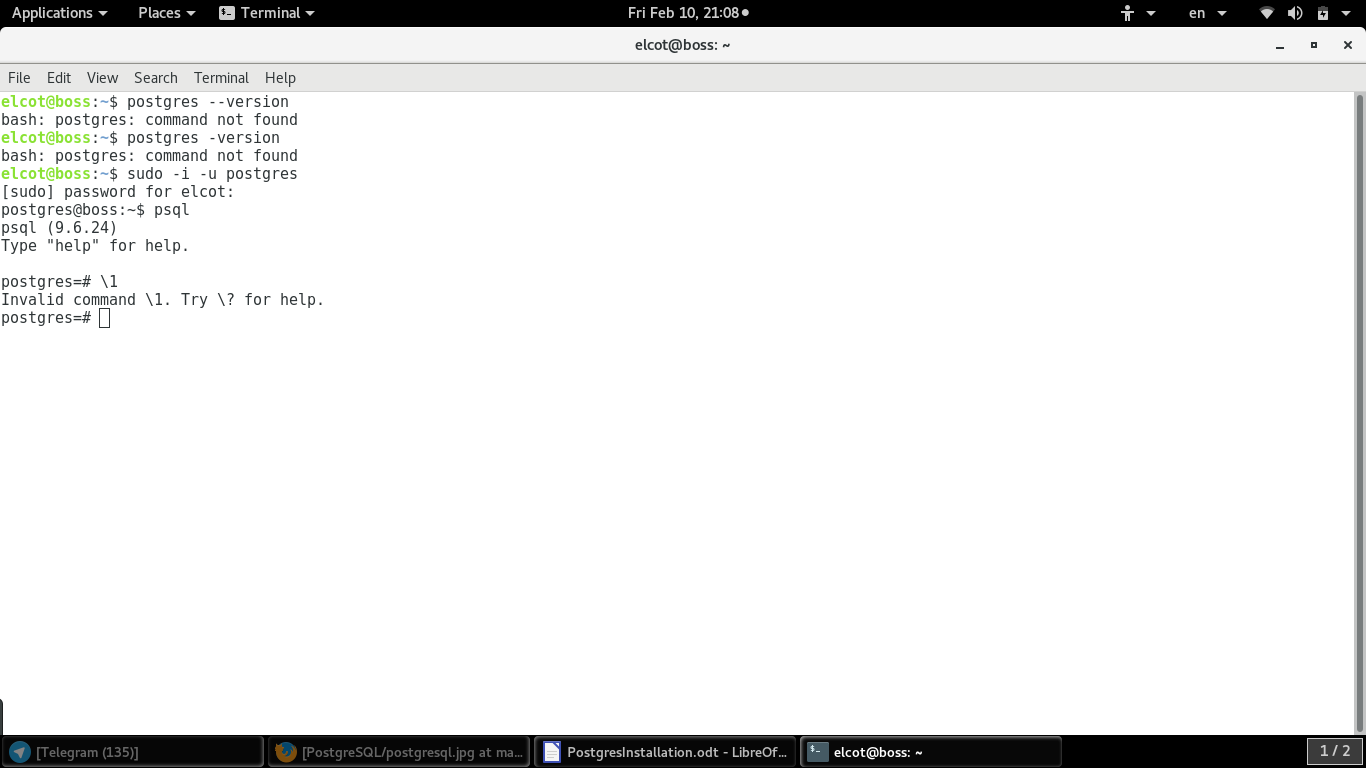 Applications Places Terminal Fri Feb 10, 21:08 en
elcot@boss: ~
File Edit View Search Terminal Help
elcot@boss:~$ postgres --version
bash: postgres: command not found
elcot@boss:~$ postgres -version
bash: postgres: command not found
elcot@boss:~$ sudo -i -u postgres
[sudo] password for elcot:
postgres@boss:~$ psql
psql (9.6.24)
Type "help" for help.
postgres=# \1
Invalid command \1. Try \? for help.
postgres=#
[Telegram (135)] [PostgreSQL/postgresql.jpg at ma... PostgresInstallation.odt - LibreOf... elcot@boss: ~ 1 / 2